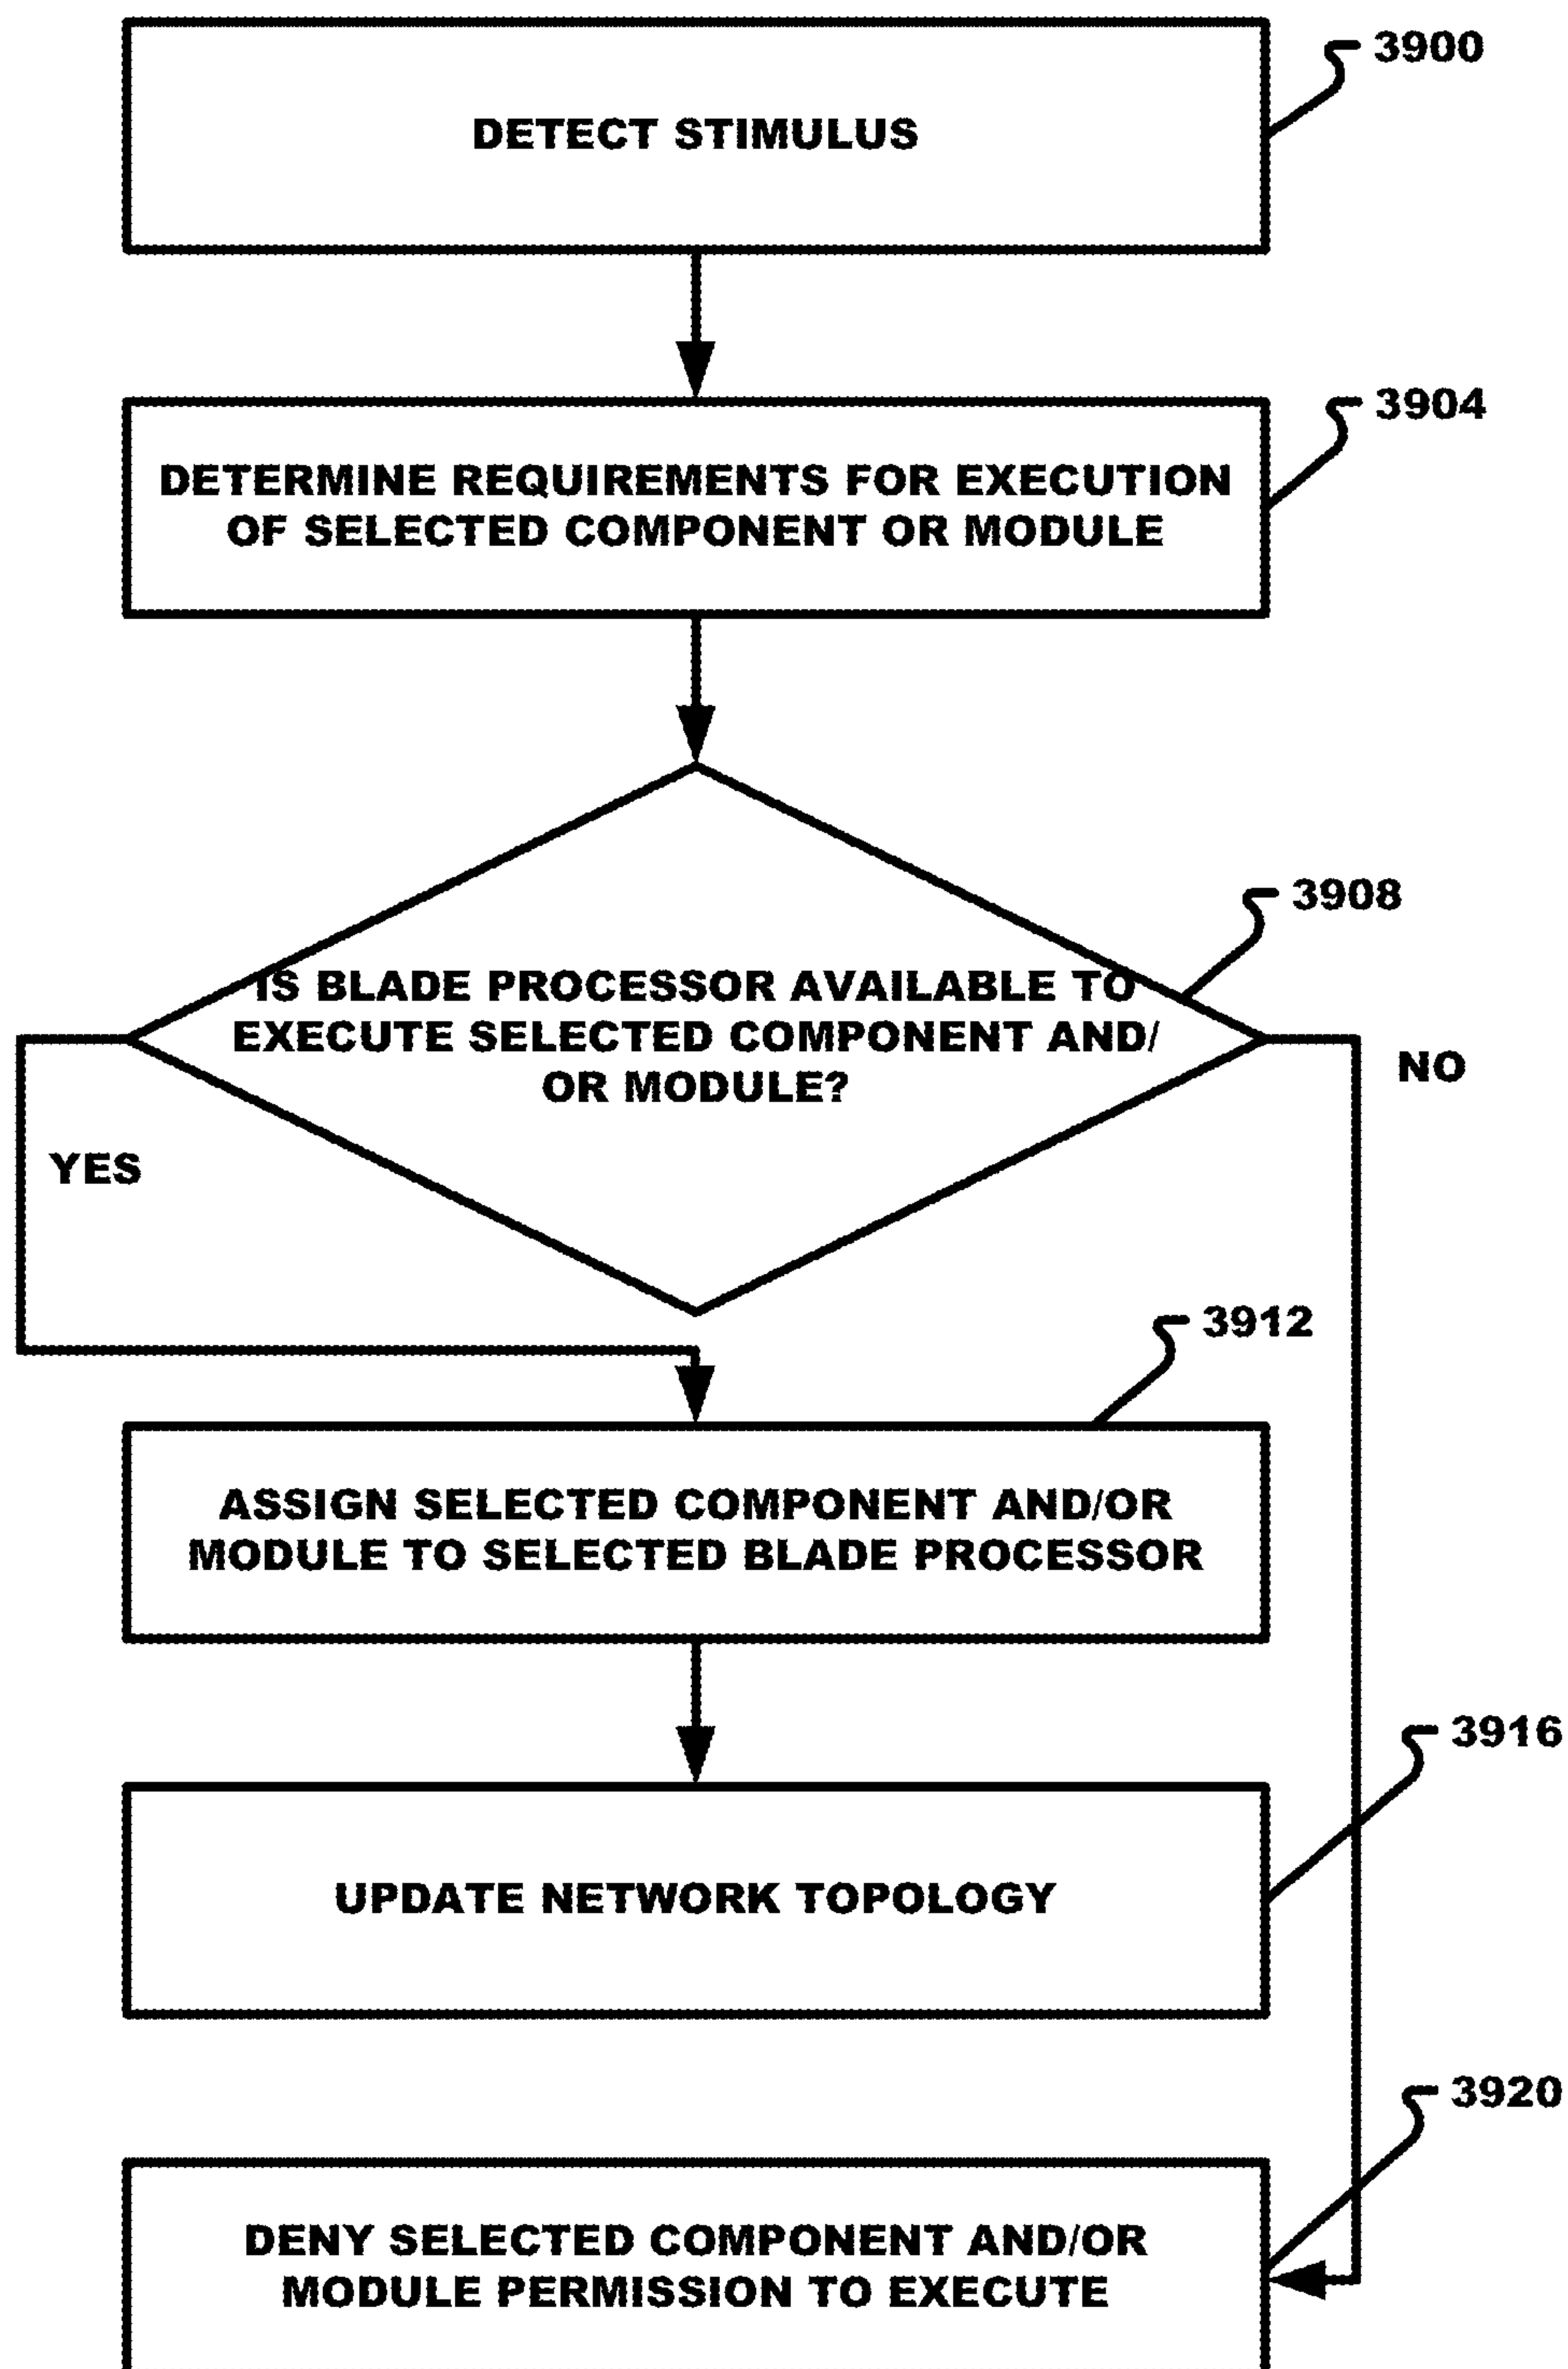 3900
DETECT STIMULUS
3904
DETERMINE REQUIREMENTS FOR EXECUTION
OF SELECTED COMPONENT OR MODULE
3908
IS BLADE PROCESSOR AVAILABLE TO
EXECUTE SELECTED COMPONENT AND/
OR MODULE?
NO
YES
3912
ASSIGN SELECTED COMPONENT AND/OR
MODULE TO SELECTED BLADE PROCESSOR
3916
UPDATE NETWORK TOPOLOGY
3920
DENY SELECTED COMPONENT AND/OR
MODULE PERMISSION TO EXECUTE